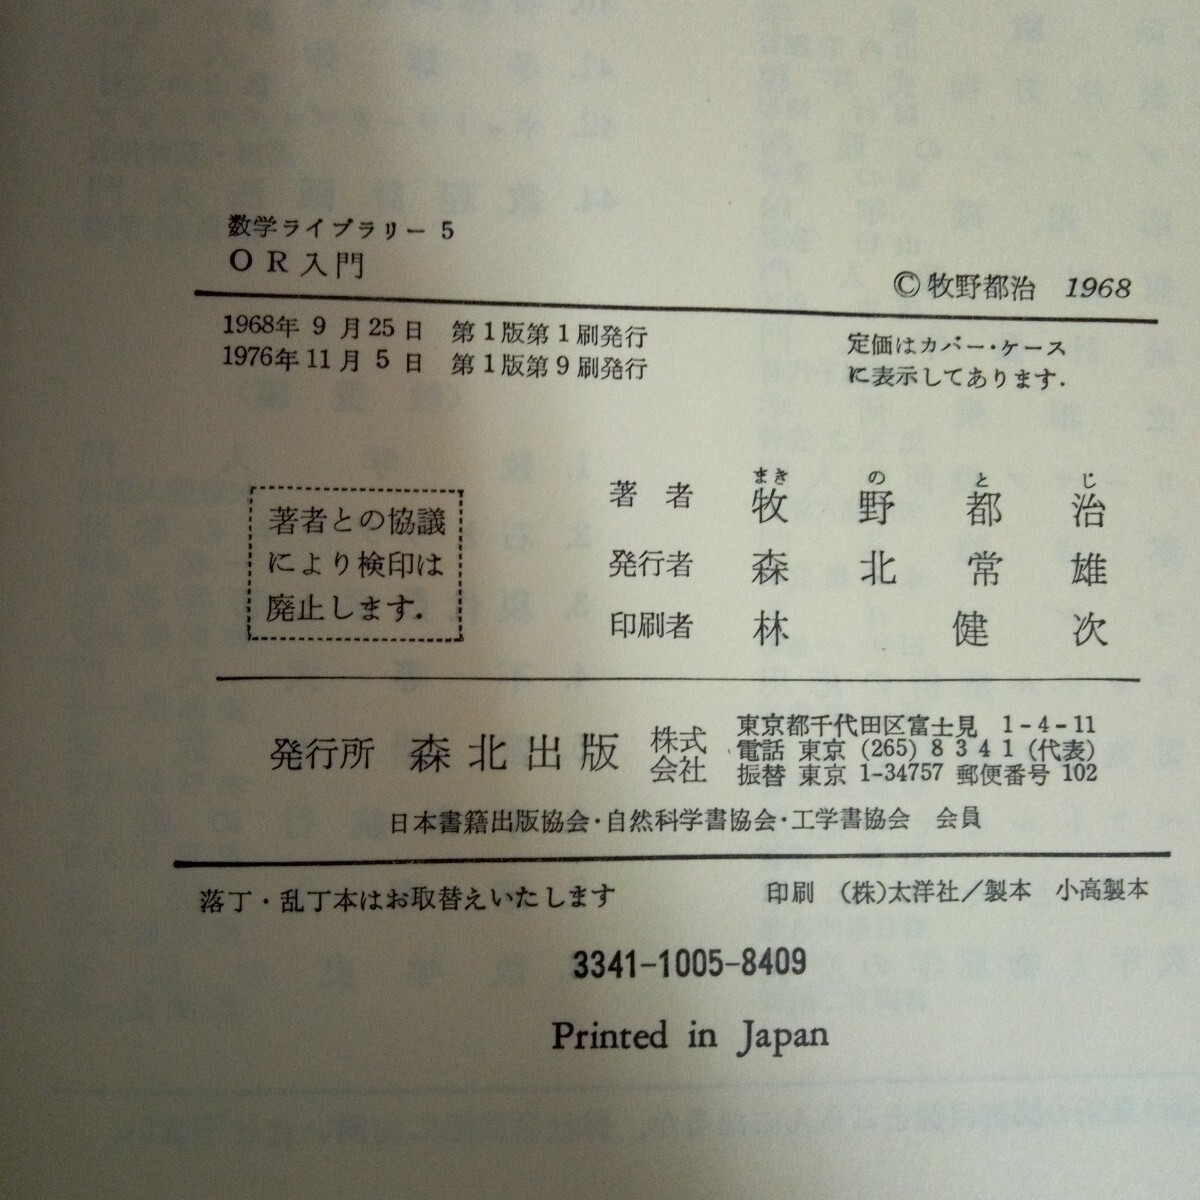 数学ライブラリー 5
OR入門
© 牧野都治 1968
1968年 9 月 25 日 第 1 版第 1 刷発行
1976年 11 月 5 日 第 1 版第 9 刷発行
定価はカバー・ケース
に表示してあります.
著者との協議
により検印は
廃止します.
まき の と じ
著者 牧野都治
発行者 森北常雄
印刷者 林健次
発行所 森北出版 株式会社
東京都千代田区富士見 1-4-11
電話 東京 (265) 8341 (代表)
振替 東京 1-34757 郵便番号 102
日本書籍出版協会・自然科学書協会・工学書協会 会員
落丁・乱丁本はお取替えいたします
印刷 (株)太洋社/製本 小高製本
3341-1005-8409
Printed in Japan